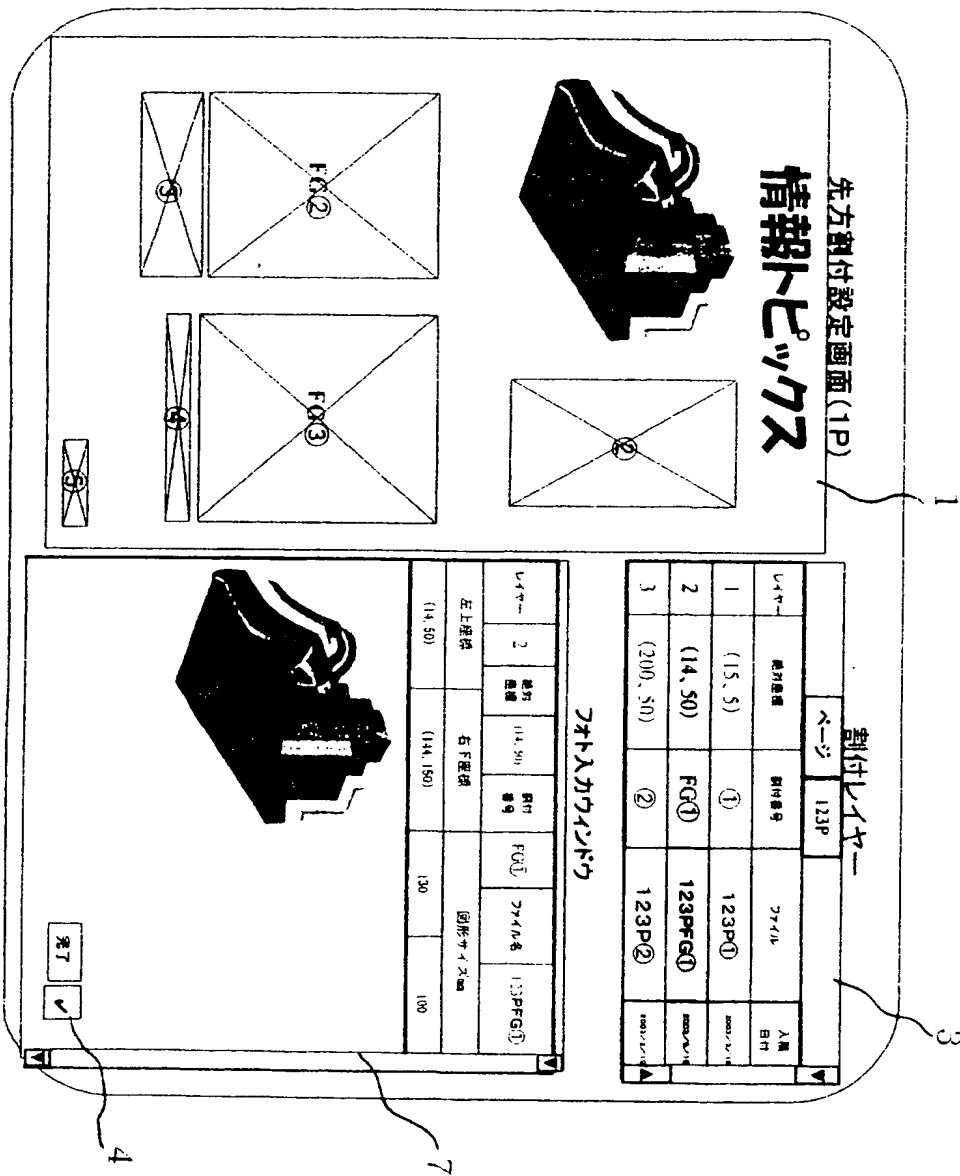 先方割付設定画面(1P)
情報トピックス
②
FG②
FG③
③
④
⑤
1
割付レイヤー
ページ 123P
レイヤー 絶対座標 割付番号 ファイル 入稿日付
1 (15、5) ① 123P①
2 (14、50) FG① 123PFG①
3 (200、50) ② 123P②
3
フォト入力ウィンドウ
レイヤー 2 絶対座標 (14、50) 割付番号 FG① ファイル名 123PFG①
左上座標 右下座標 図形サイズmm
(14、50) (144、150) 130 100
完了
7
4